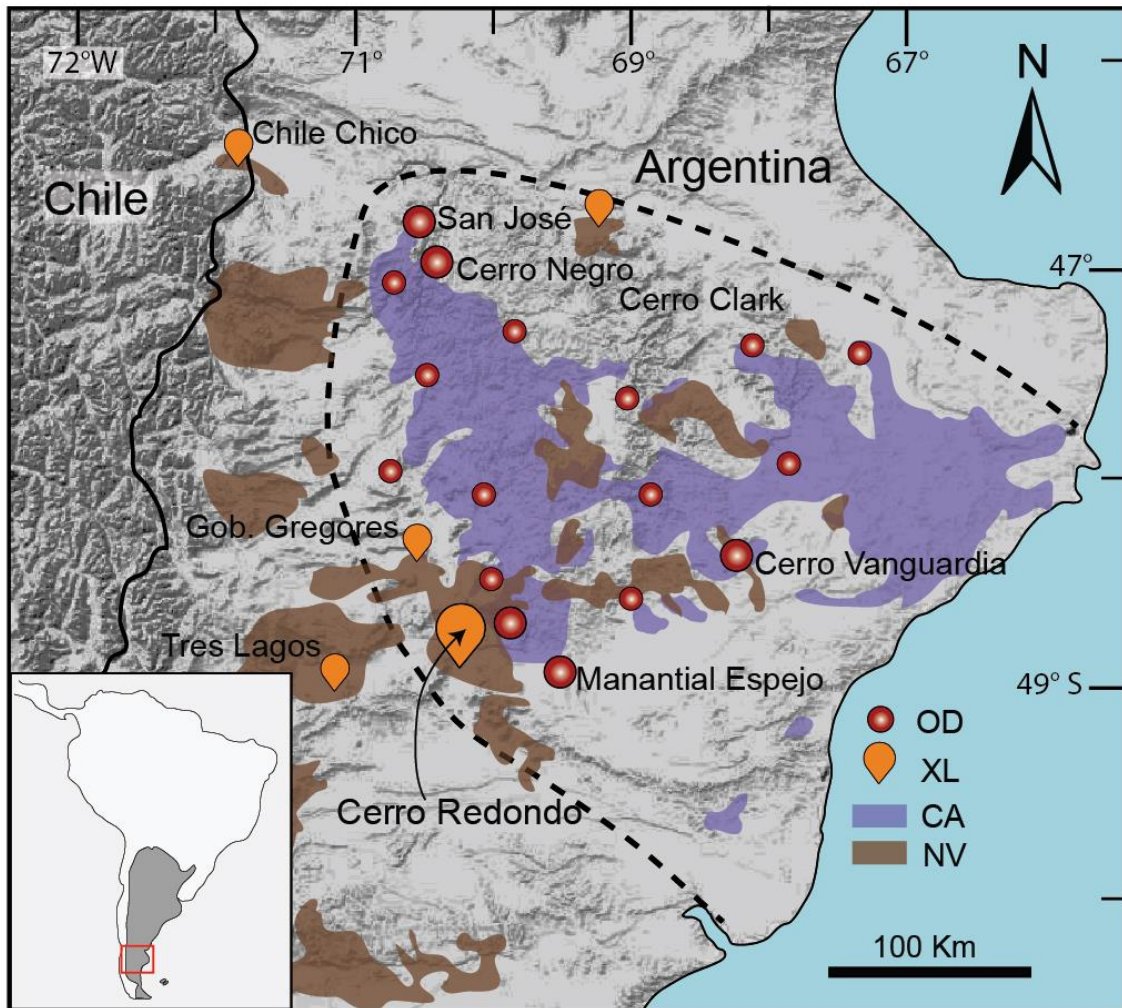 72°W
71°
69°
67°
N
Chile Chico
Argentina
Chile
San José
Cerro Negro
47°
Cerro Clark
Gob. Gregores
Cerro Vanguardia
Tres Lagos
Manantial Espejo
49° S
OD
XL
Cerro Redondo
CA
NV
100 Km